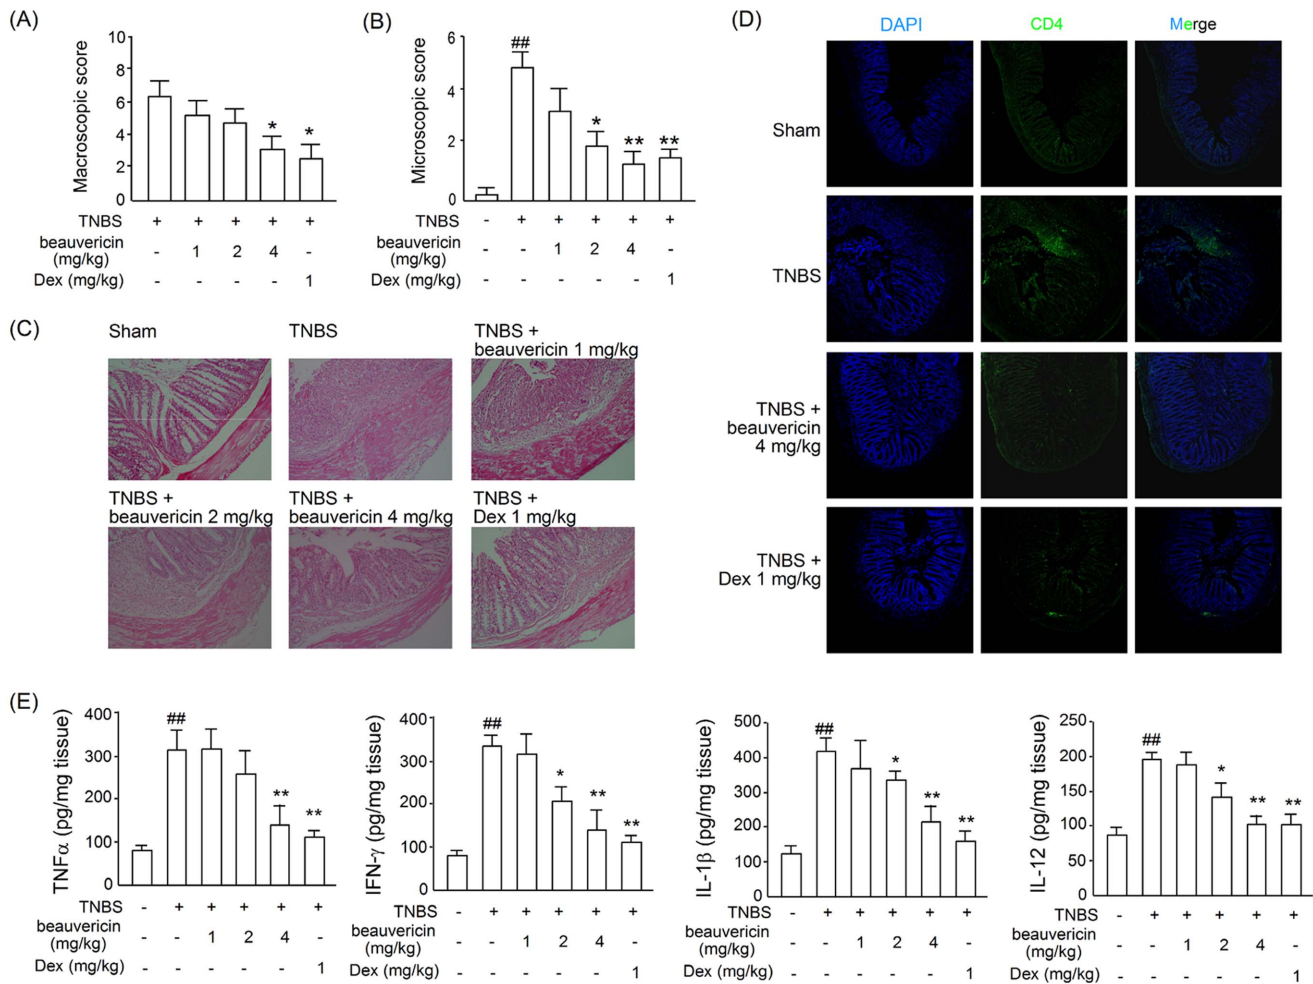 (A)
Macroscopic score
10
8
6
4
2
0
* *
TNBS + + + + +
beauvericin
(mg/kg) - 1 2 4 -
Dex (mg/kg) - - - - 1
(B)
Microscopic score
6
4
2
0
## * ** **
TNBS - + + + + +
beauvericin
(mg/kg) - - 1 2 4 -
Dex (mg/kg) - - - - - 1
(C)
Sham
TNBS
TNBS +
beauvericin 1 mg/kg
TNBS +
beauvericin 2 mg/kg
TNBS +
beauvericin 4 mg/kg
TNBS +
Dex 1 mg/kg
(D)
DAPI CD4 Merge
Sham
TNBS
TNBS +
beauvericin
4 mg/kg
TNBS +
Dex 1 mg/kg
(E)
TNFα (pg/mg tissue)
400
300
200
100
0
## ** **
TNBS - + + + + +
beauvericin
(mg/kg) - - 1 2 4 -
Dex (mg/kg) - - - - - 1
IFN-γ (pg/mg tissue)
400
300
200
100
0
## * ** **
TNBS - + + + + +
beauvericin
(mg/kg) - - 1 2 4 -
Dex (mg/kg) - - - - - 1
IL-1β (pg/mg tissue)
500
400
300
200
100
0
## * ** **
TNBS - + + + + +
beauvericin
(mg/kg) - - 1 2 4 -
Dex (mg/kg) - - - - - 1
IL-12 (pg/mg tissue)
250
200
150
100
50
0
## * ** **
TNBS - + + + + +
beauvericin
(mg/kg) - - 1 2 4 -
Dex (mg/kg) - - - - - 1